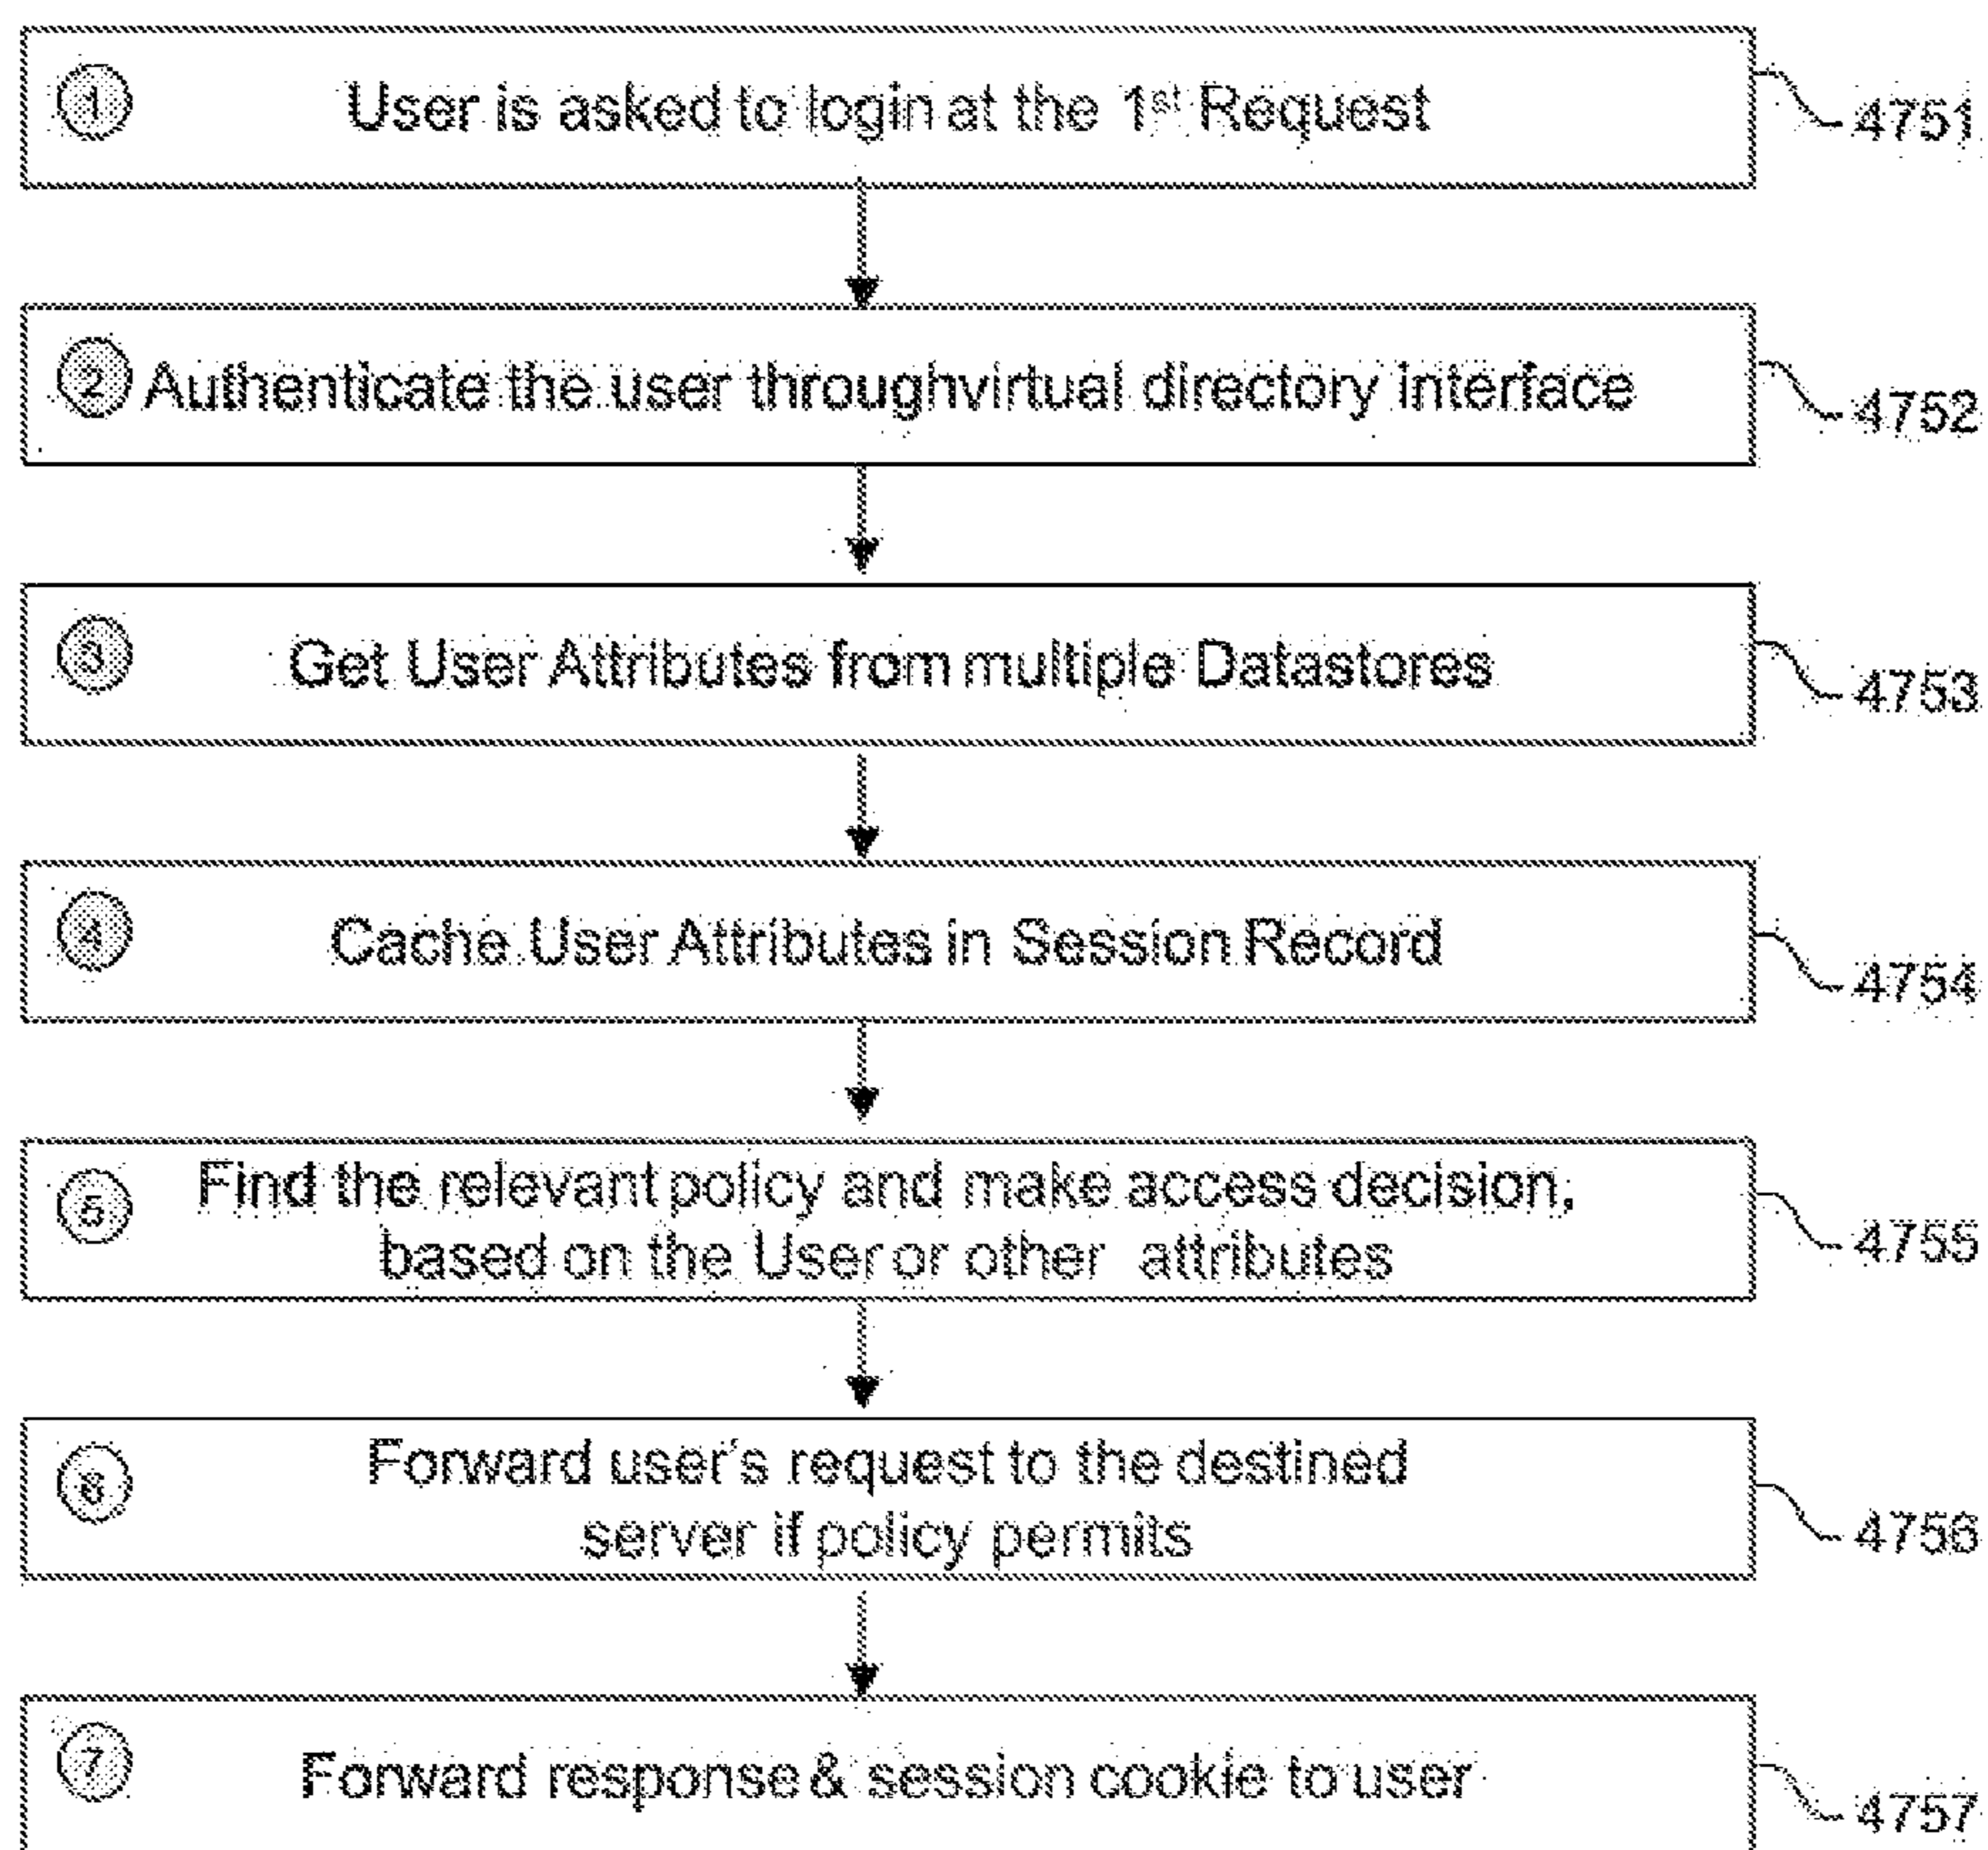 1 User is asked to login at the 1st Request 4751
2 Authenticate the user throughvirtual directory interface 4752
3 Get User Attributes from multiple Datastores 4753
4 Cache User Attributes in Session Record 4754
5 Find the relevant policy and make access decision,
based on the User or other attributes 4755
6 Forward user's request to the destined
server if policy permits 4756
7 Forward response & session cookie to user 4757